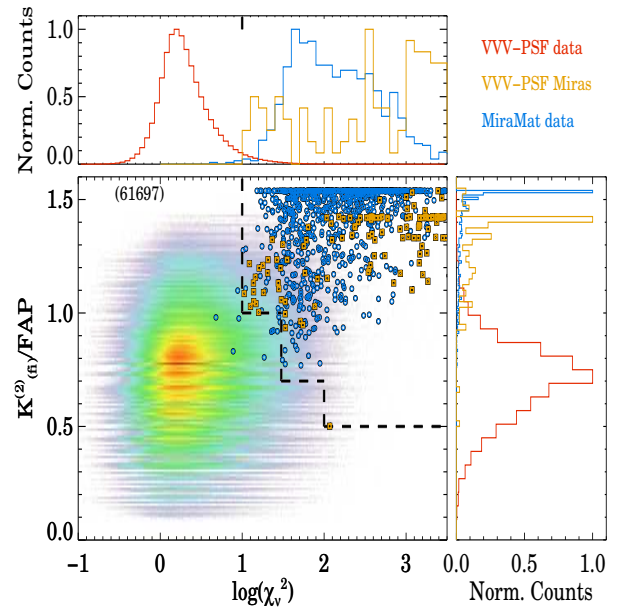 Norm. Counts
1.0
0.5
0.0
VVV-PSF data
VVV-PSF Miras
MiraMat data
(61697)
K(2)(fi)/FAP
1.5
1.0
0.5
0.0
-1 0 1 2 3
log(χν2)
0.0 0.5 1.0
Norm. Counts